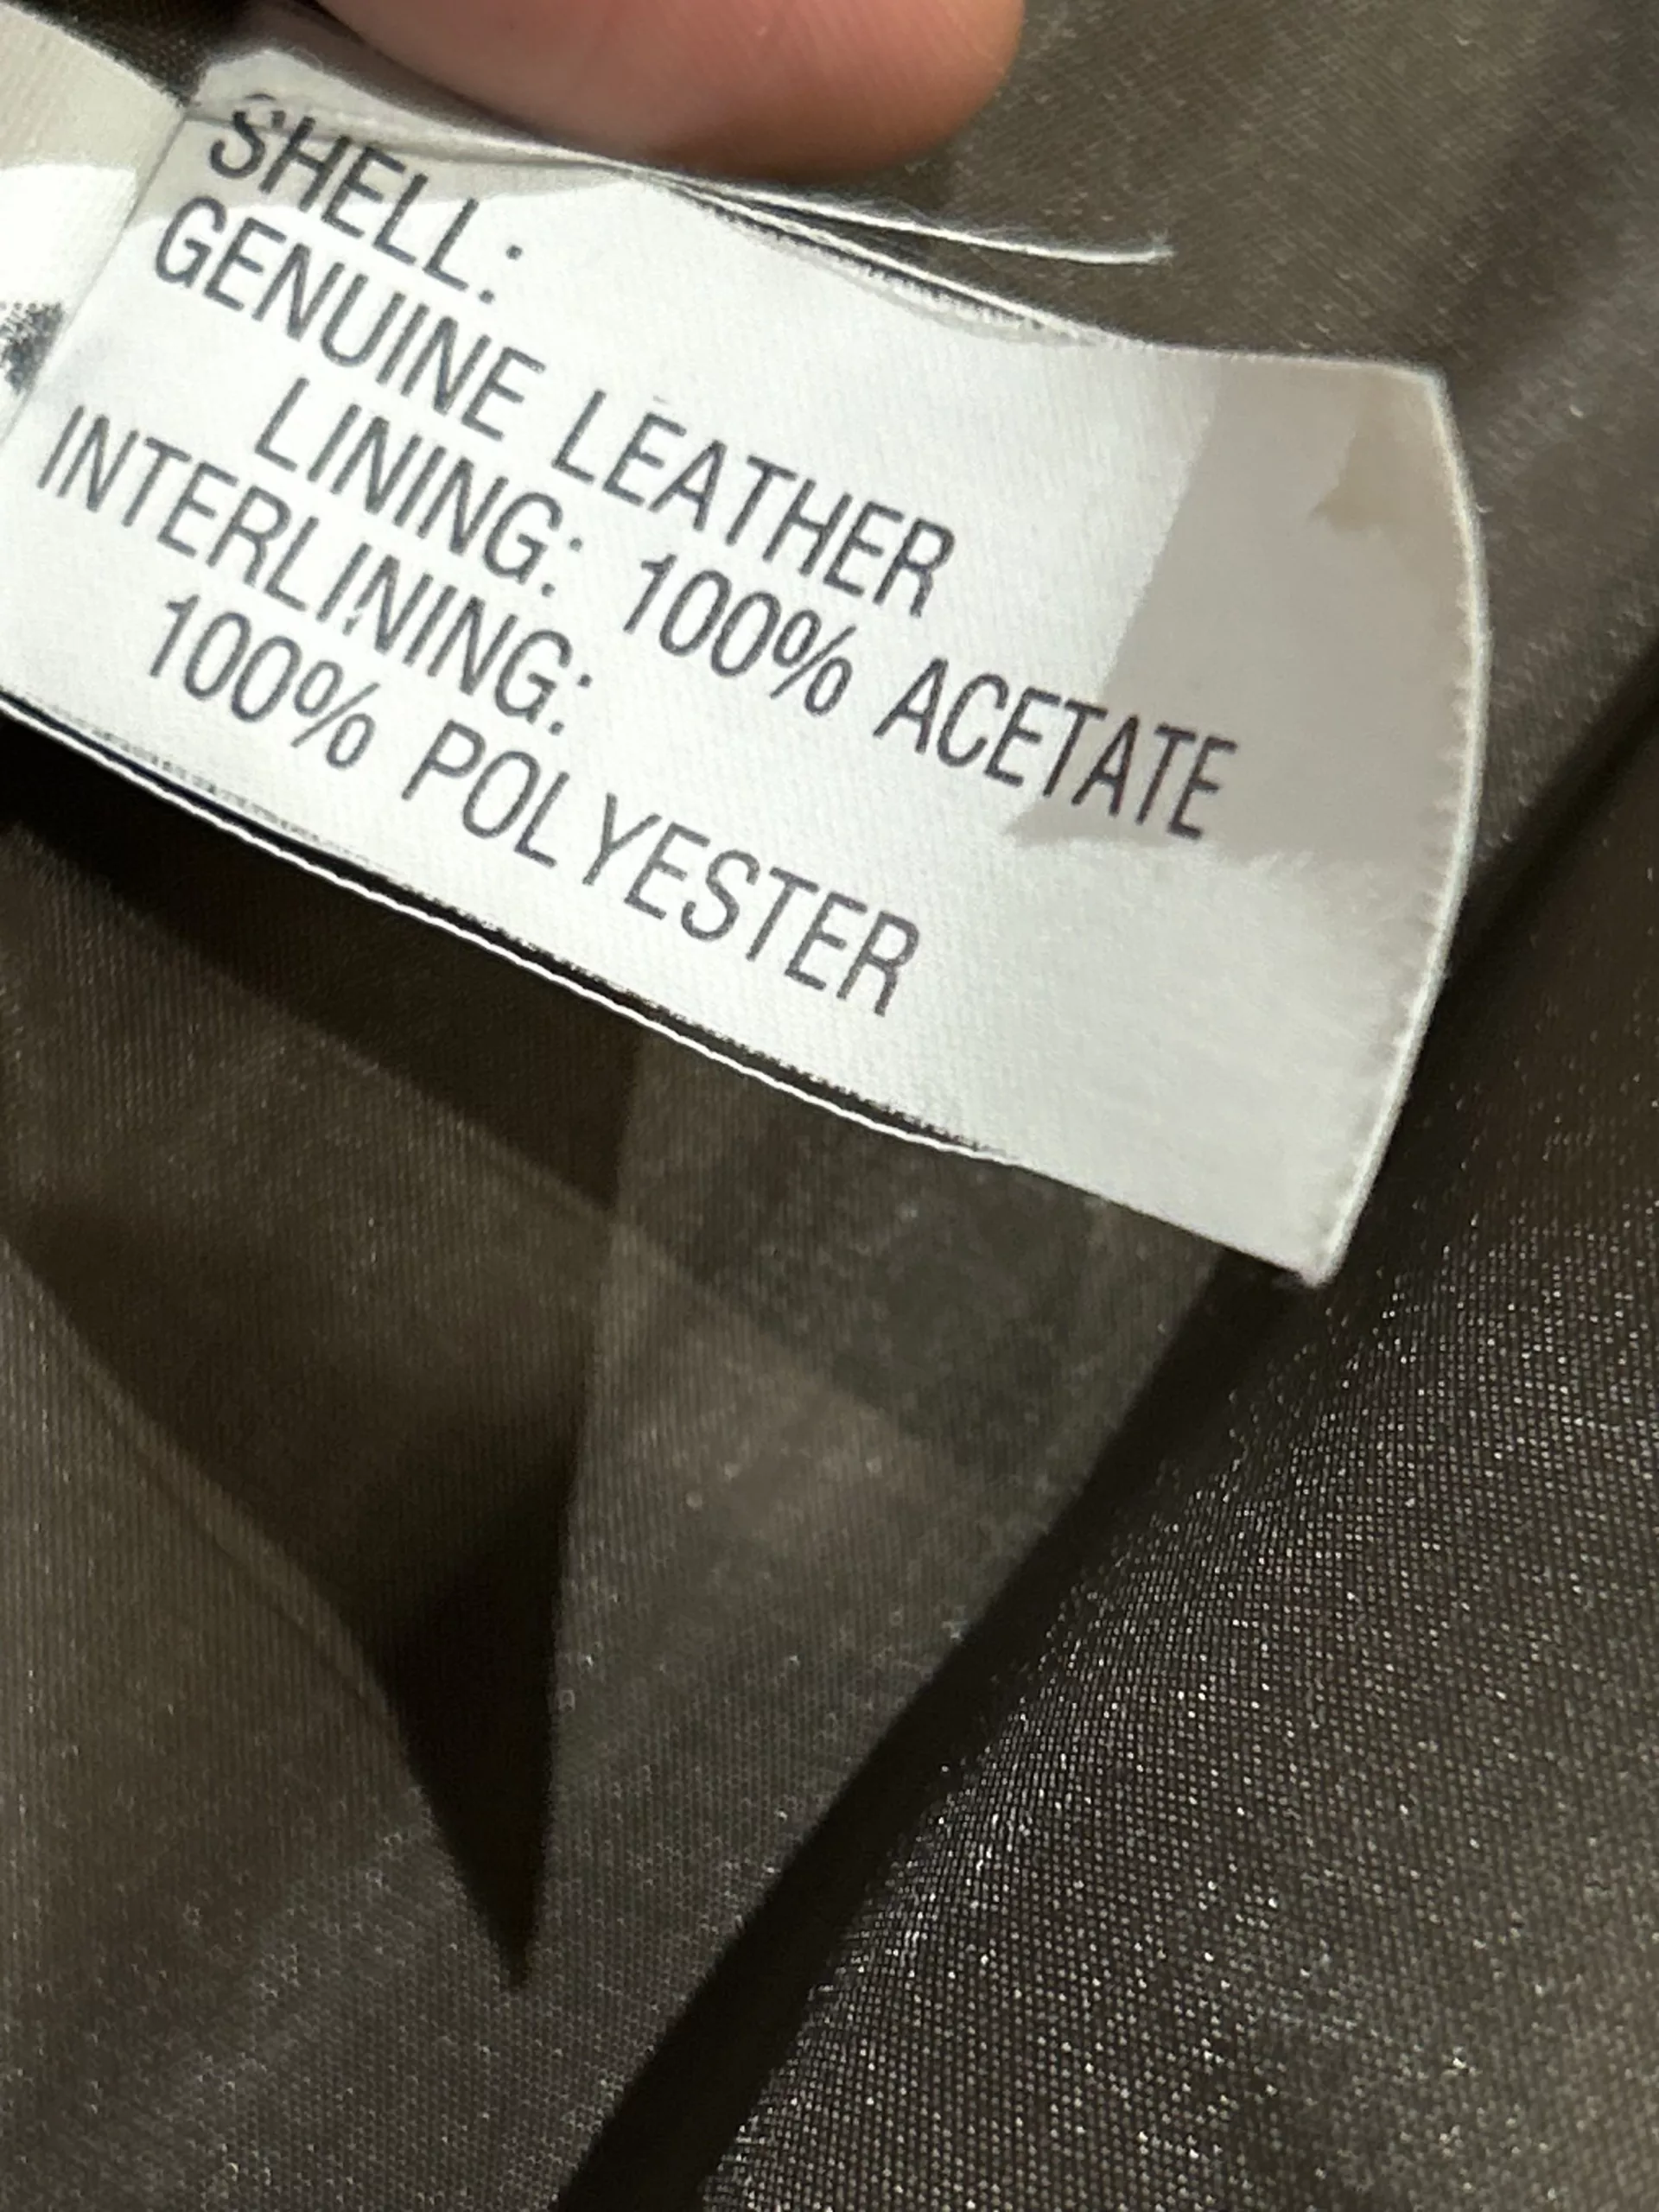 SHELL:
GENUINE LEATHER
LINING: 100% ACETATE
INTERLINING:
100% POLYESTER